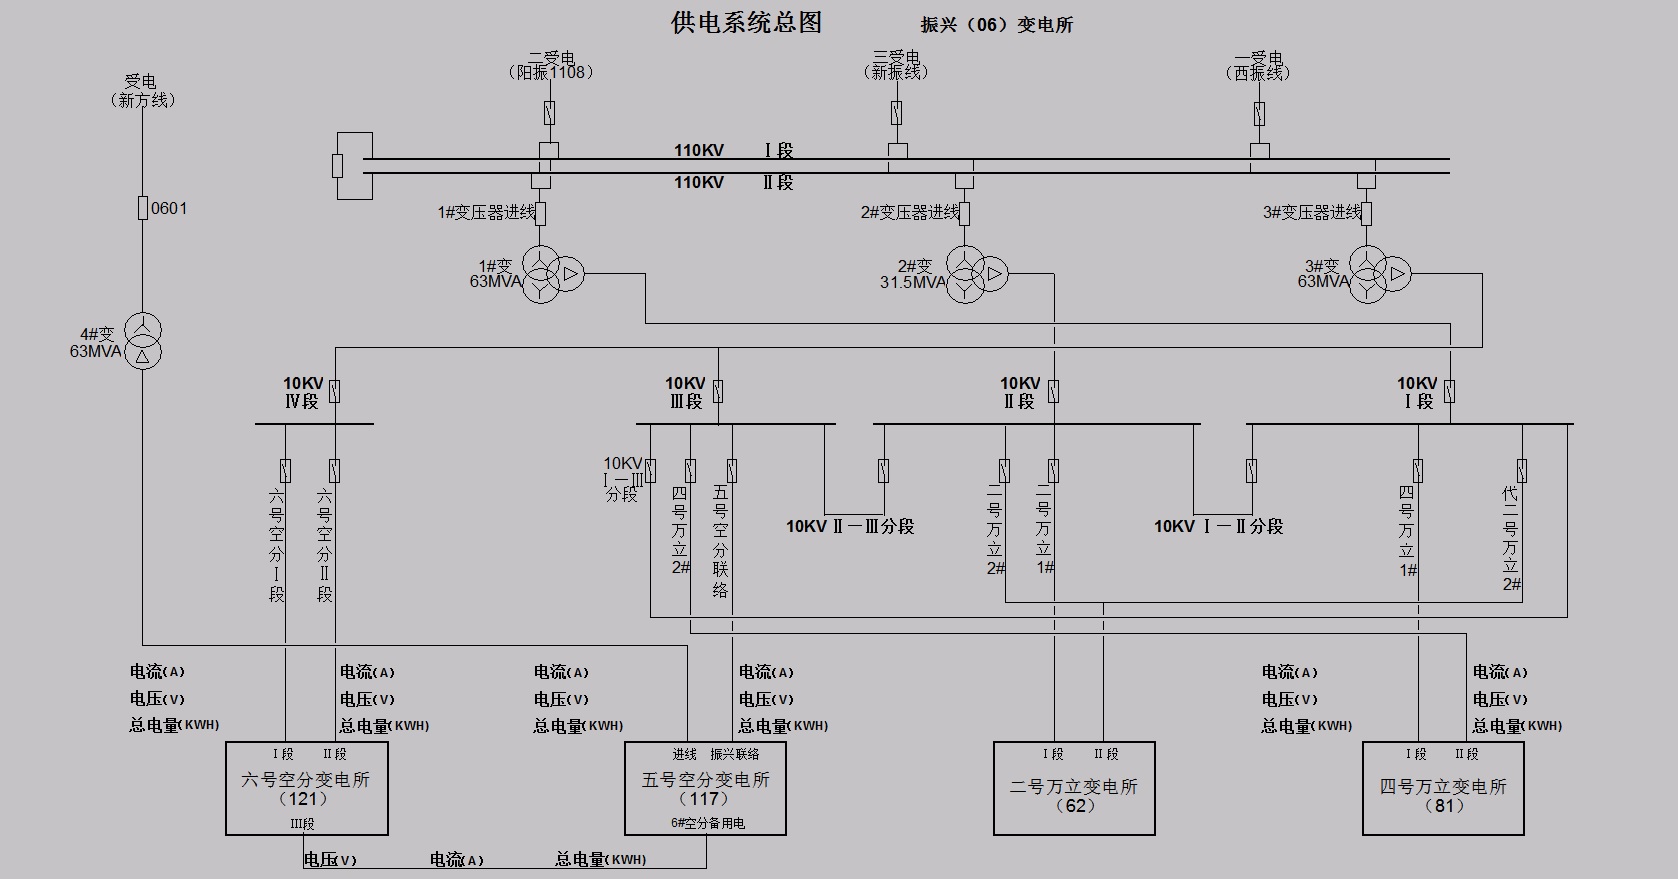 供电系统总图
振兴（06）变电所
二受电
（阳振1108）
三受电
（新振线）
一受电
（西振线）
受电
（新方线）
110KV Ⅰ段
110KV Ⅱ段
0601
1#变压器进线
2#变压器进线
3#变压器进线
1#变
63MVA
2#变
31.5MVA
3#变
63MVA
4#变
63MVA
10KV
Ⅳ段
10KV
Ⅲ段
10KV
Ⅱ段
10KV
Ⅰ段
六号空分Ⅰ段
六号空分Ⅱ段
10KV
Ⅰ－Ⅲ
分段
四号万立2#
五号空分联络
10KV Ⅱ－Ⅲ分段
二号万立2#
二号万立1#
10KV Ⅰ－Ⅱ分段
四号万立1#
代二号万立2#
电流(A)
电压(V)
总电量(KWH)
电流(A)
电压(V)
总电量(KWH)
电流(A)
电压(V)
总电量(KWH)
电流(A)
电压(V)
总电量(KWH)
电流(A)
电压(V)
总电量(KWH)
电流(A)
电压(V)
总电量(KWH)
Ⅰ段 Ⅱ段
六号空分变电所
（121）
Ⅲ段
进线 振兴联络
五号空分变电所
（117）
6#空分备用电
Ⅰ段 Ⅱ段
二号万立变电所
（62）
Ⅰ段 Ⅱ段
四号万立变电所
（81）
电压(V) 电流(A) 总电量(KWH)